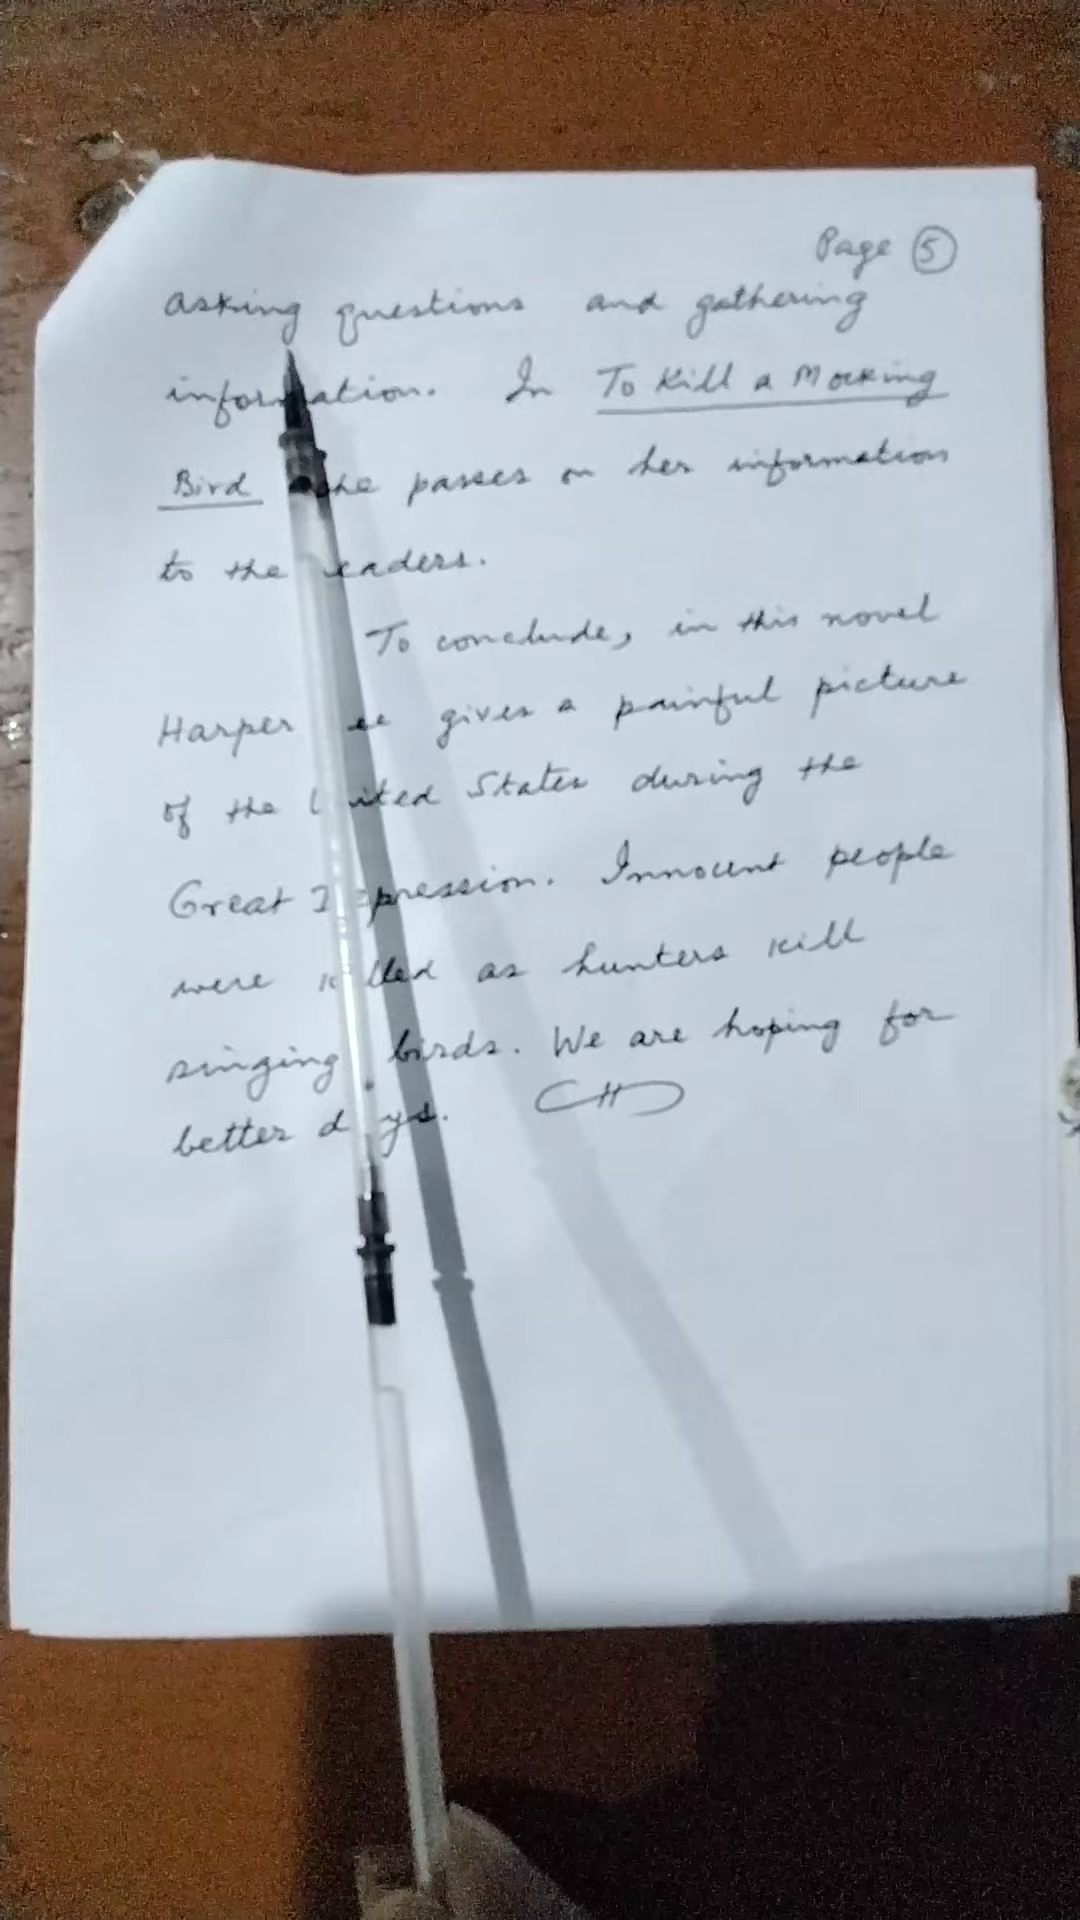 Page 5
asking questions and gathering
information. In To Kill a Mocking
Bird she passes on her information
to the readers.
To conclude, in this novel
Harper Lee gives a painful picture
of the United States during the
Great Depression. Innocent people
were killed as hunters kill
singing birds. We are hoping for
better days.